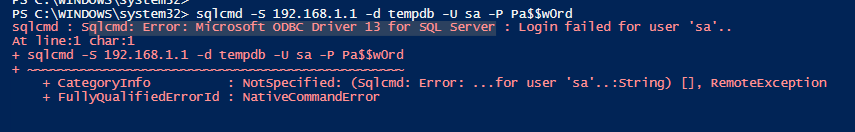 PS C:\WINDOWS\system32>
PS C:\WINDOWS\system32> sqlcmd -S 192.168.1.1 -d tempdb -U sa -P Pa$$w0rd
sqlcmd : Sqlcmd: Error: Microsoft ODBC Driver 13 for SQL Server : Login failed for user 'sa'..
At line:1 char:1
+ sqlcmd -S 192.168.1.1 -d tempdb -U sa -P Pa$$w0rd
+ ~~~~~~~~~~~~~~~~~~~~~~~~~~~~~~~~~~~~~~~~~~~~~~~~~
+ CategoryInfo : NotSpecified: (Sqlcmd: Error: ...for user 'sa'..:String) [], RemoteException
+ FullyQualifiedErrorId : NativeCommandError